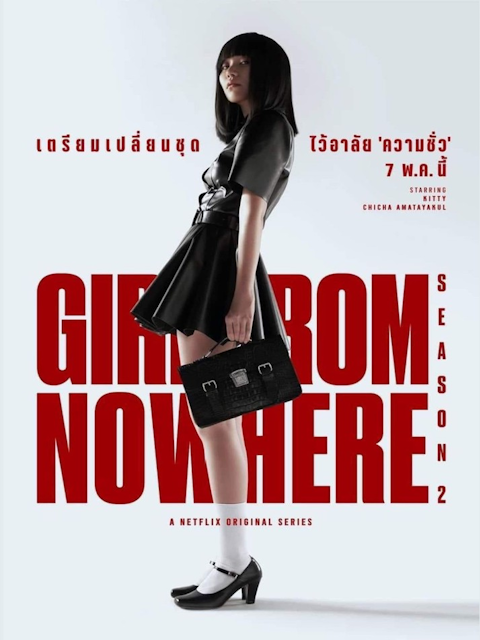 เตรียมเปลี่ยนชุด ไว้อาลัย 'ความชั่ว'
7 พ.ค.นี้
STARRING
KITTY
CHICHA AMATAYAKUL
GIRL FROM
NOWHERE
SEASON 2
A NETFLIX ORIGINAL SERIES